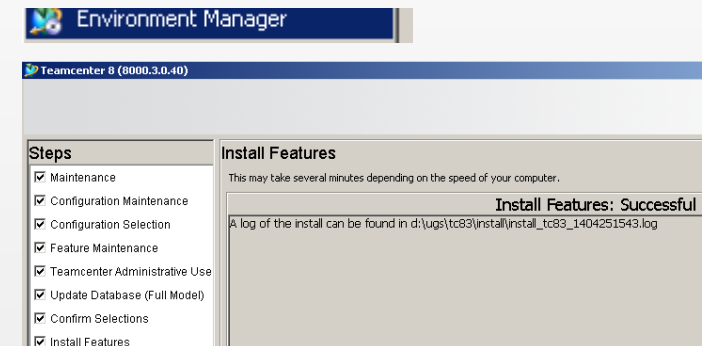 Environment Manager
Teamcenter 8 (8000.3.0.40)
Steps
Maintenance
Configuration Maintenance
Configuration Selection
Feature Maintenance
Teamcenter Administrative Use
Update Database (Full Model)
Confirm Selections
Install Features
Install Features
This may take several minutes depending on the speed of your computer.
Install Features: Successful
A log of the install can be found in d:\ugs\tc83\install\install_tc83_1404251543.log